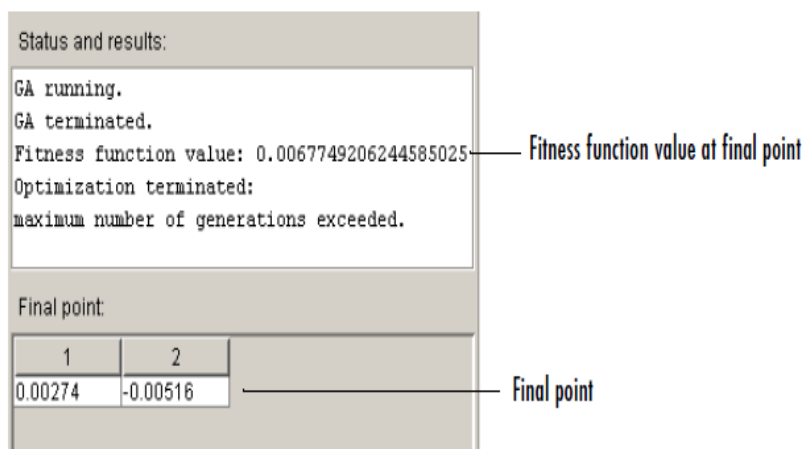 Status and results:
GA running.
GA terminated.
Fitness function value: 0.0067749206244585025
Fitness function value at final point
Optimization terminated:
maximum number of generations exceeded.
Final point:
1 2
0.00274 -0.00516
Final point